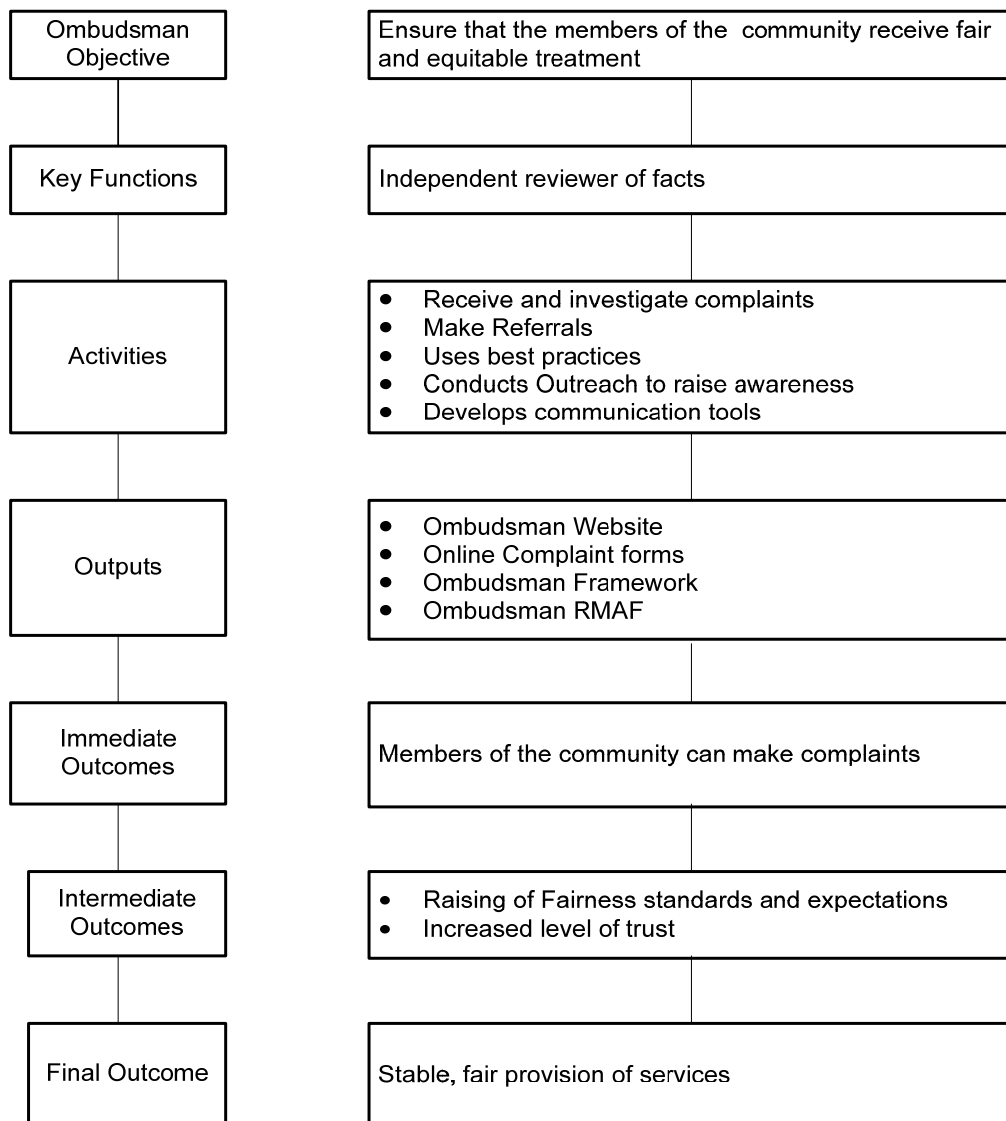 Ombudsman
Objective
Ensure that the members of the  community receive fair
and equitable treatment
Key Functions
Independent reviewer of facts
Activities
● Receive and investigate complaints
● Make Referrals
● Uses best practices
● Conducts Outreach to raise awareness
● Develops communication tools
Outputs
● Ombudsman Website
● Online Complaint forms
● Ombudsman Framework
● Ombudsman RMAF
Immediate
Outcomes
Members of the community can make complaints
Intermediate
Outcomes
● Raising of Fairness standards and expectations
● Increased level of trust
Final Outcome
Stable, fair provision of services